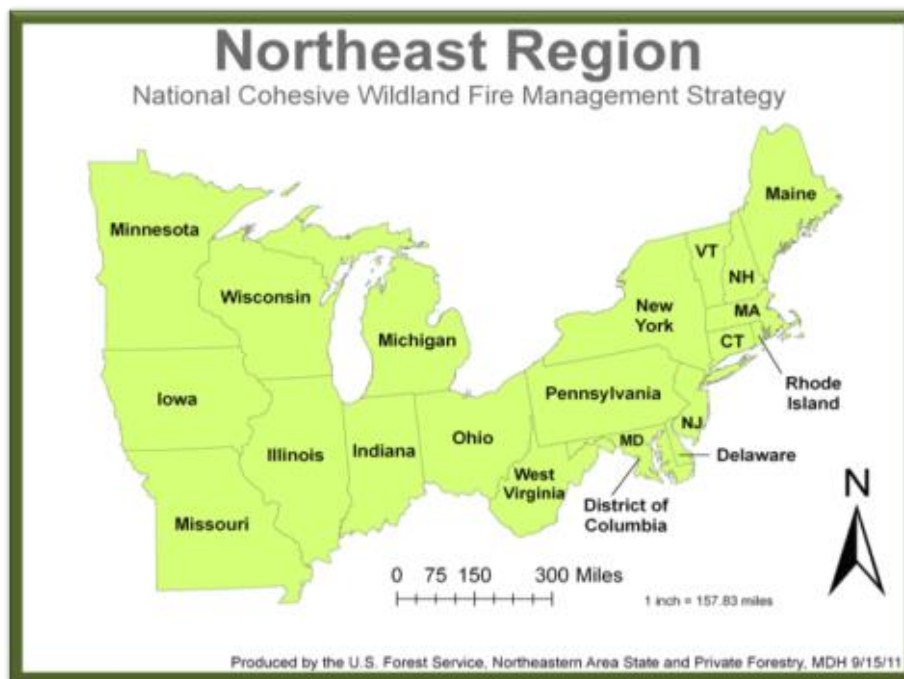 Northeast Region
National Cohesive Wildland Fire Management Strategy
Maine
Minnesota
VT
NH
Wisconsin
New
York
MA
Michigan
CT
Rhode
Island
Iowa
Pennsylvania
NJ
Illinois
Indiana
Ohio
MD
Delaware
West
Virginia
District of
Columbia
Missouri
N
0 75 150 300 Miles
1 inch = 157.83 miles
Produced by the U.S. Forest Service, Northeastern Area State and Private Forestry, MDH 9/15/11